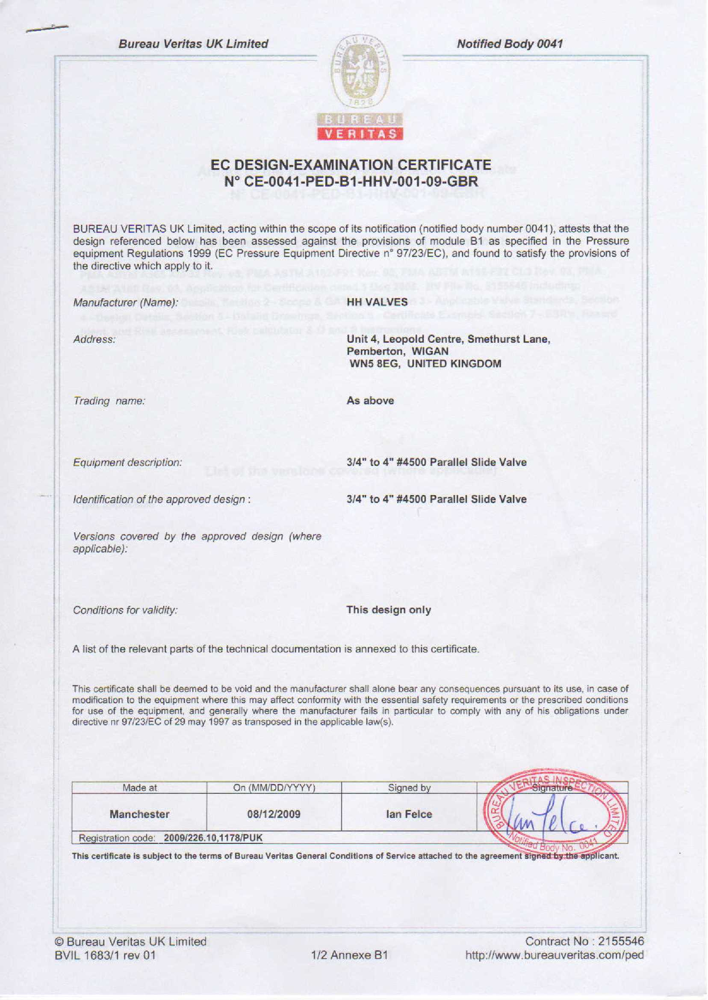 Bureau Veritas UK Limited
Notified Body 0041
BUREAU VERITAS
1828
BUREAU
VERITAS
EC DESIGN-EXAMINATION CERTIFICATE
N° CE-0041-PED-B1-HHV-001-09-GBR
BUREAU VERITAS UK Limited, acting within the scope of its notification (notified body number 0041), attests that the
design referenced below has been assessed against the provisions of module B1 as specified in the Pressure
equipment Regulations 1999 (EC Pressure Equipment Directive n° 97/23/EC), and found to satisfy the provisions of
the directive which apply to it.
Manufacturer (Name): HH VALVES
Address: Unit 4, Leopold Centre, Smethurst Lane,
Pemberton, WIGAN
WN5 8EG, UNITED KINGDOM
Trading name: As above
Equipment description: 3/4" to 4" #4500 Parallel Slide Valve
Identification of the approved design : 3/4" to 4" #4500 Parallel Slide Valve
Versions covered by the approved design (where
applicable):
Conditions for validity: This design only
A list of the relevant parts of the technical documentation is annexed to this certificate.
This certificate shall be deemed to be void and the manufacturer shall alone bear any consequences pursuant to its use, in case of
modification to the equipment where this may affect conformity with the essential safety requirements or the prescribed conditions
for use of the equipment, and generally where the manufacturer fails in particular to comply with any of his obligations under
directive nr 97/23/EC of 29 may 1997 as transposed in the applicable law(s).
Made at On (MM/DD/YYYY) Signed by Signature
Manchester 08/12/2009 Ian Felce Ian Felce.
BUREAU VERITAS INSPECTION LIMITED
Notified Body No. 0041
Registration code: 2009/226.10,1178/PUK
This certificate is subject to the terms of Bureau Veritas General Conditions of Service attached to the agreement signed by the applicant.
© Bureau Veritas UK Limited
Contract No : 2155546
BVIL 1683/1 rev 01
1/2 Annexe B1
http://www.bureauveritas.com/ped